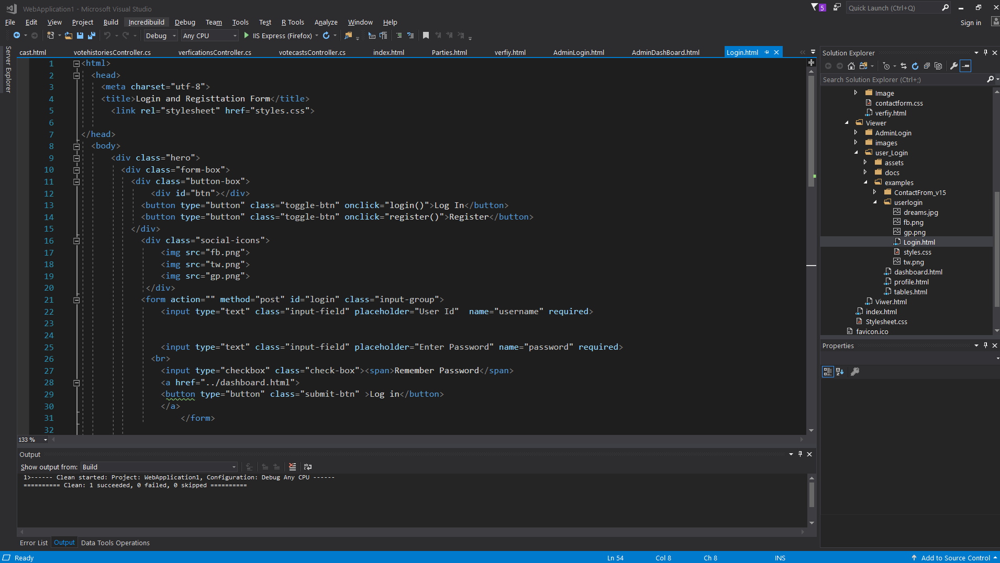 WebApplication1 - Microsoft Visual Studio
5
Quick Launch (Ctrl+Q)
File Edit View Project Build Incredibuild Debug Team Tools Test R Tools Analyze Window Help
Sign in
Debug Any CPU IIS Express (Firefox)
Server Explorer
cast.html votehistoriesController.cs verficationsController.cs votecastsController.cs index.html Parties.html verfiy.html AdminLogin.html AdminDashBoard.html Login.html
1 <html>
2 <head>
3 <meta charset="utf-8">
4 <title>Login and Registtation Form</title>
5 <link rel="stylesheet" href="styles.css">
6
7 </head>
8 <body>
9 <div class="hero">
10 <div class="form-box">
11 <div class="button-box">
12 <div id="btn"></div>
13 <button type="button" class="toggle-btn" onclick="login()">Log In</button>
14 <button type="button" class="toggle-btn" onclick="register()">Register</button>
15 </div>
16 <div class="social-icons">
17 <img src="fb.png">
18 <img src="tw.png">
19 <img src="gp.png">
20 </div>
21 <form action="" method="post" id="login" class="input-group">
22 <input type="text" class="input-field" placeholder="User Id"  name="username" required>
23
24
25 <input type="text" class="input-field" placeholder="Enter Password" name="password" required>
26 <br>
27 <input type="checkbox" class="check-box"><span>Remember Password</span>
28 <a href="../dashboard.html">
29 <button type="button" class="submit-btn" >Log in</button>
30 </a>
31 </form>
32
133 %
Output
Show output from: Build
1>------ Clean started: Project: WebApplication1, Configuration: Debug Any CPU ------
========== Clean: 1 succeeded, 0 failed, 0 skipped ==========
Error List Output Data Tools Operations
Solution Explorer
Search Solution Explorer (Ctrl+;)
Image
contactform.css
verfiy.html
Viewer
AdminLogin
images
user_Login
assets
docs
examples
ContactFrom_v15
userlogin
dreams.jpg
fb.png
gp.png
Login.html
styles.css
tw.png
dashboard.html
profile.html
tables.html
Viwer.html
index.html
Stylesheet.css
favicon.ico
Properties
Ready Ln 54 Col 8 Ch 8 INS Add to Source Control